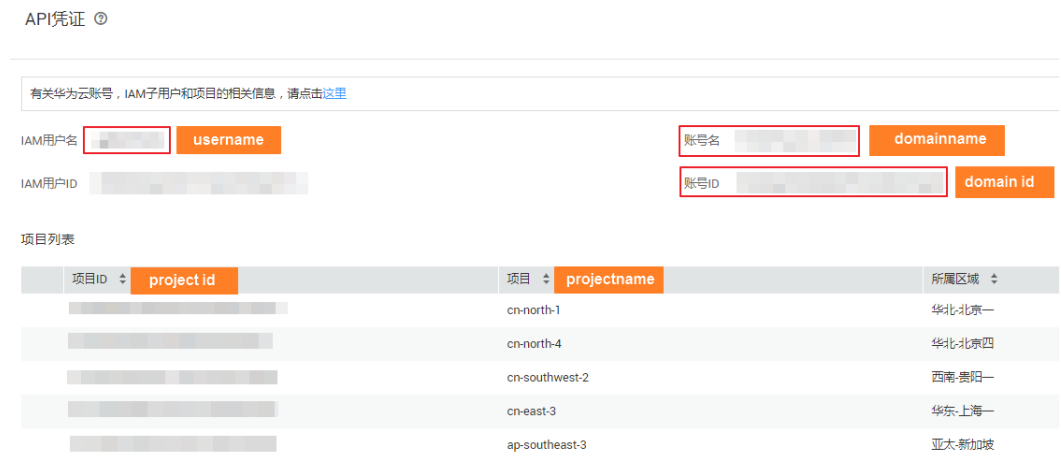 API凭证
有关华为云账号，IAM子用户和项目的相关信息，请点击这里
IAM用户名 username 账号名 domainname
IAM用户ID 账号ID domain id
项目列表
项目ID project id 项目 projectname 所属区域
cn-north-1 华北-北京一
cn-north-4 华北-北京四
cn-southwest-2 西南-贵阳一
cn-east-3 华东-上海一
ap-southeast-3 亚太-新加坡